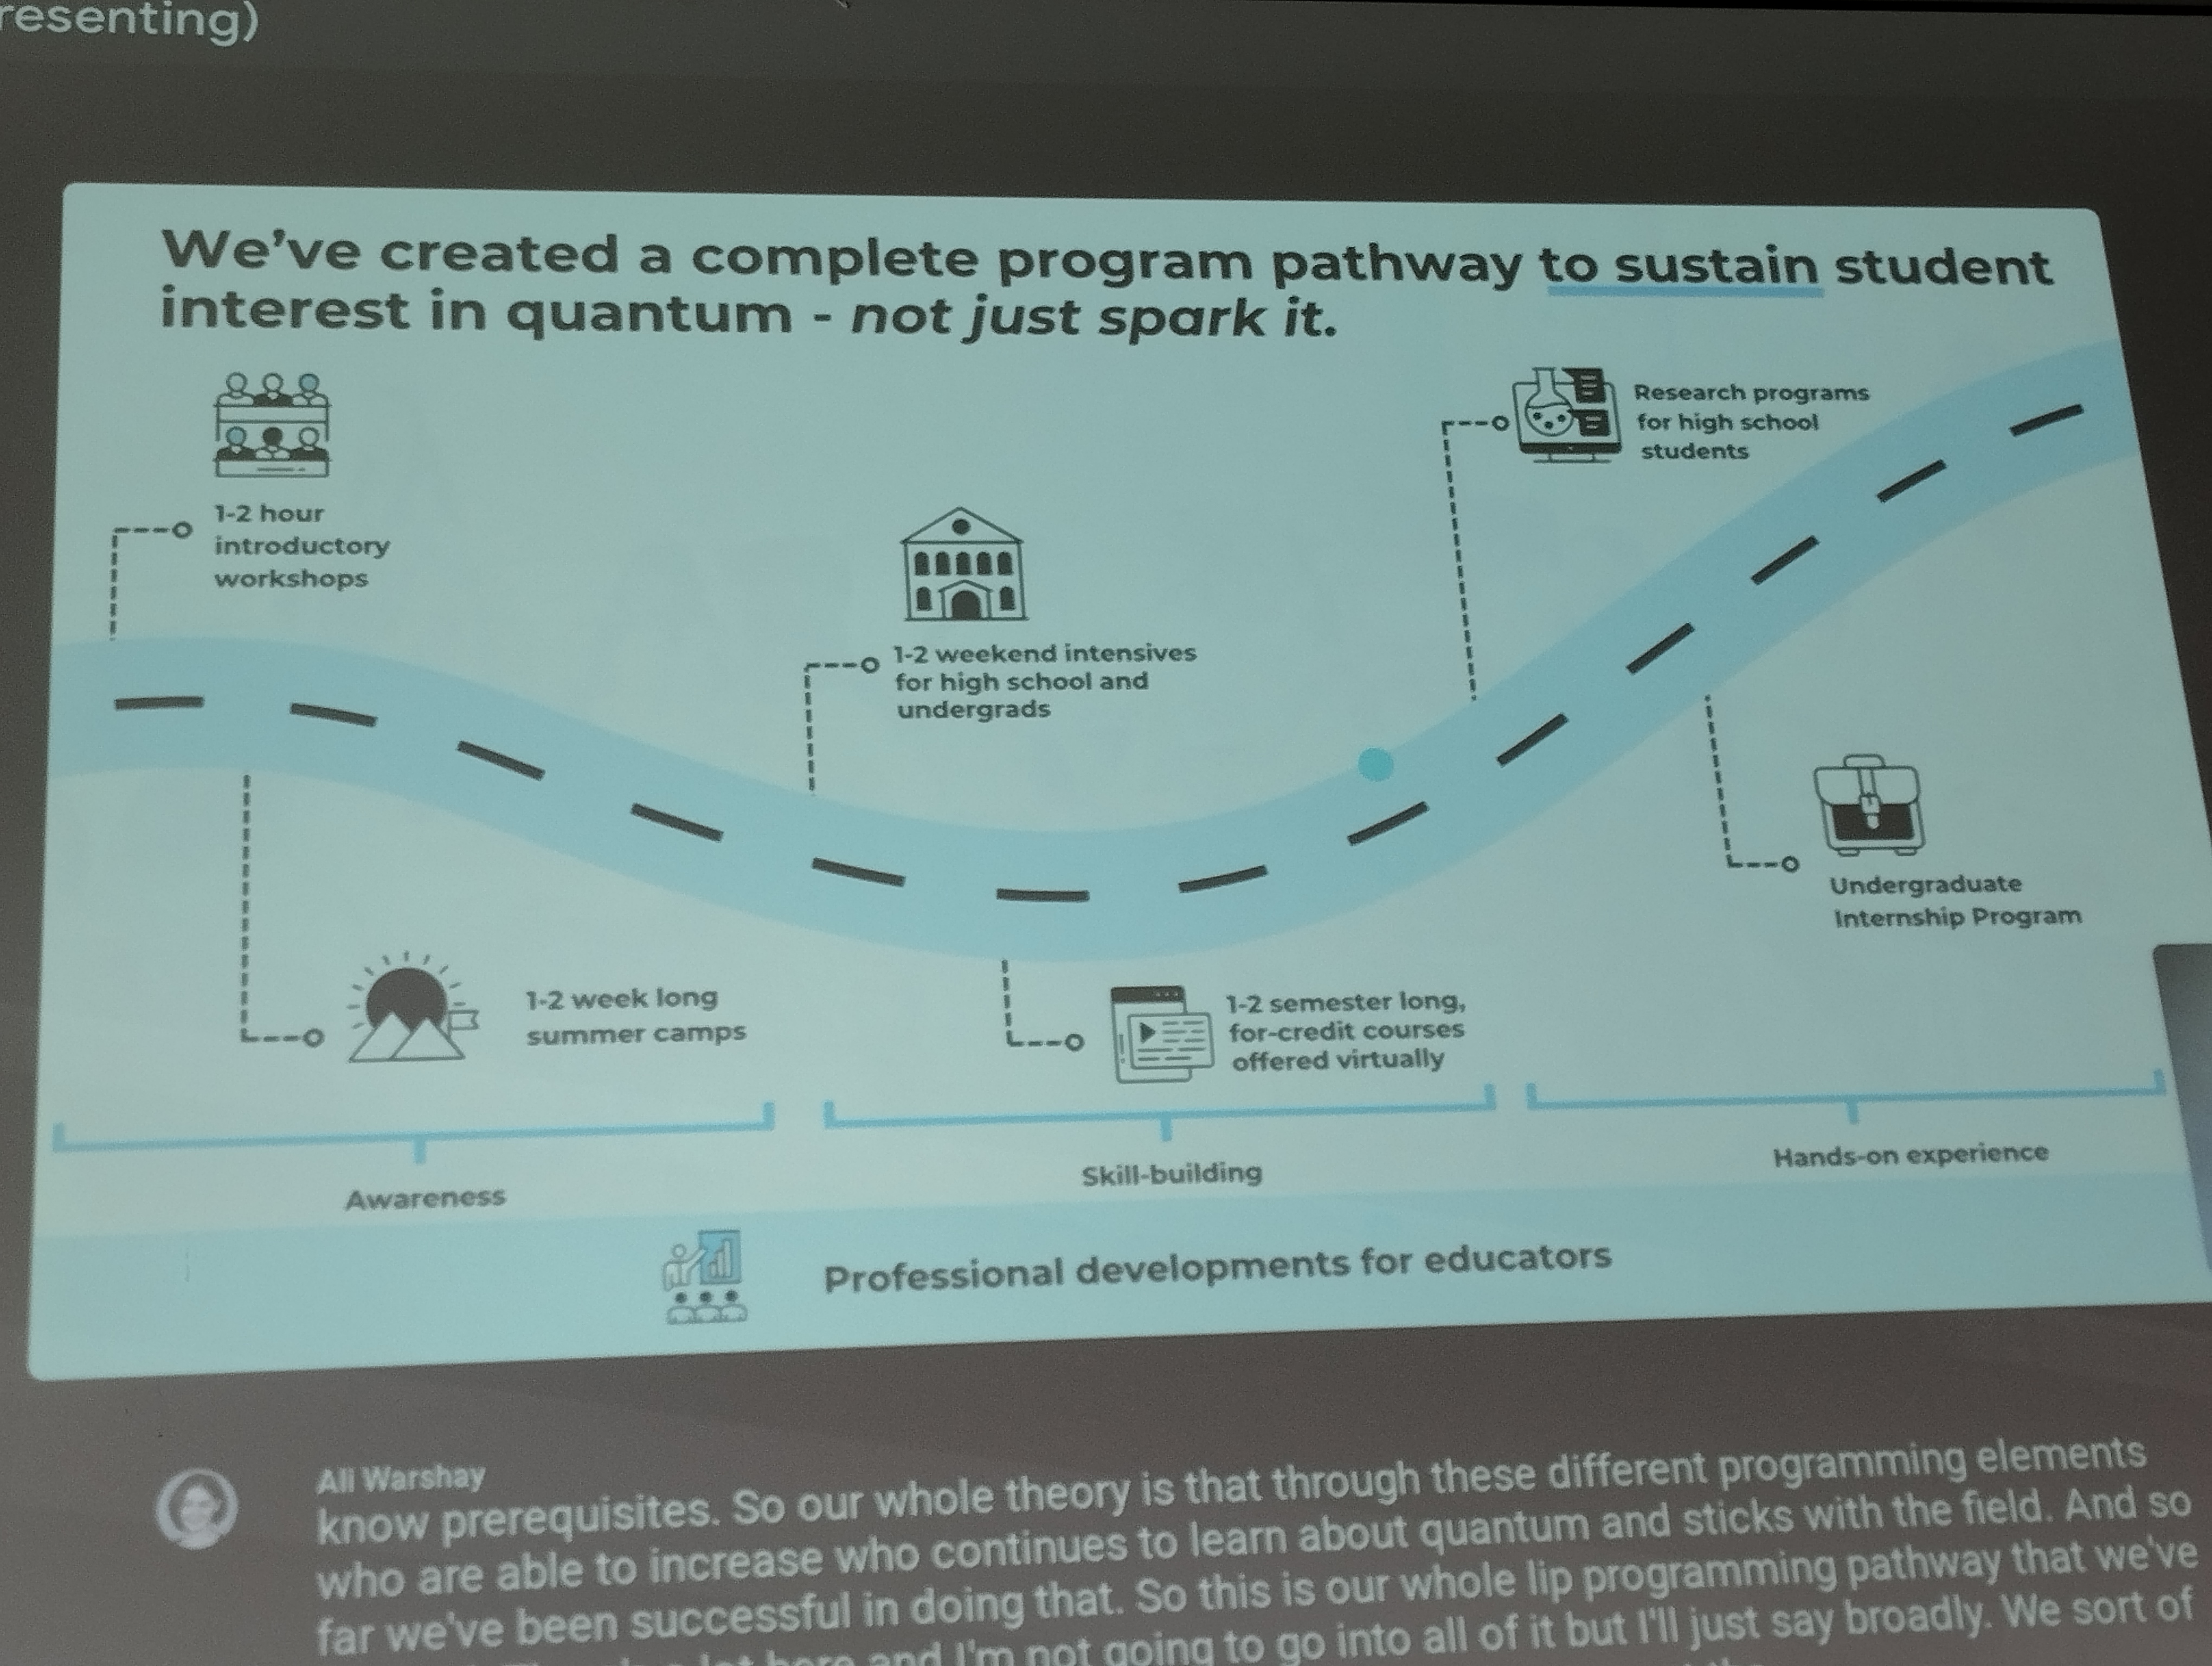 resenting)
We've created a complete program pathway to sustain student
interest in quantum - not just spark it.
1-2 hour
introductory
workshops
1-2 weekend intensives
for high school and
undergrads
Research programs
for high school
students
Undergraduate
Internship Program
1-2 week long
summer camps
1-2 semester long,
for-credit courses
offered virtually
Awareness
Skill-building
Hands-on experience
Professional developments for educators
Ali Warshay
know prerequisites. So our whole theory is that through these different programming elements
who are able to increase who continues to learn about quantum and sticks with the field. And so
far we've been successful in doing that. So this is our whole lip programming pathway that we've
lot here and I'm not going to go into all of it but I'll just say broadly. We sort of